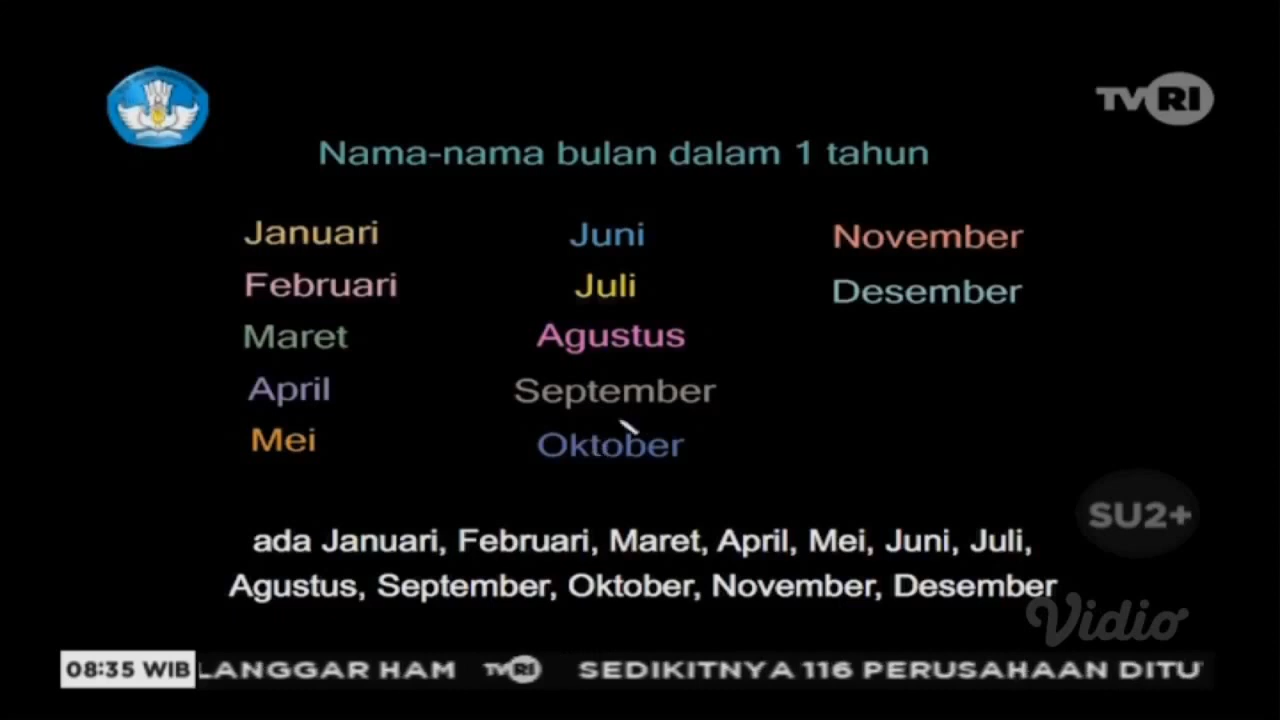 TVRI
Nama-nama bulan dalam 1 tahun
Januari
Februari
Maret
April
Mei
Juni
Juli
Agustus
September
Oktober
November
Desember
SU2+
ada Januari, Februari, Maret, April, Mei, Juni, Juli,
Agustus, September, Oktober, November, Desember
Vidio
08:35 WIB LANGGAR HAM TVRI SEDIKITNYA 116 PERUSAHAAN DITU